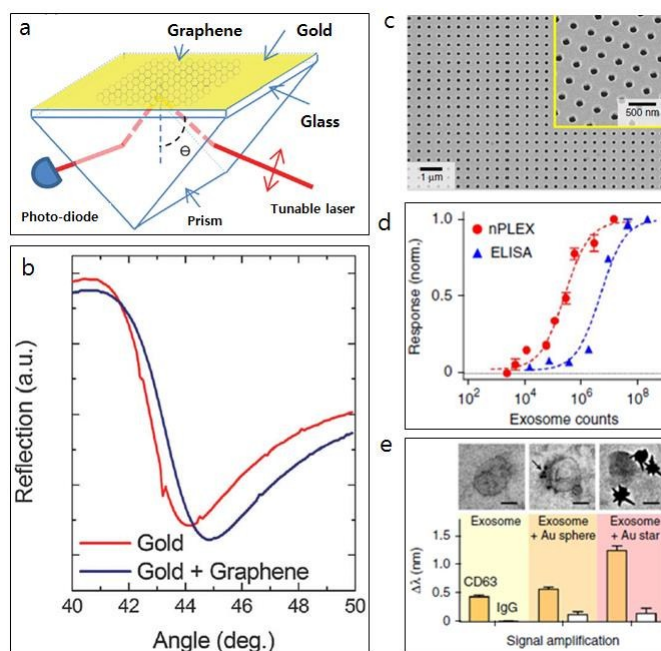 a
Graphene
Gold
Glass
Θ
Photo-diode
Prism
Tunable laser
b
Reflection (a.u.)
Gold
Gold + Graphene
40 42 44 46 48 50
Angle (deg.)
c
500 nm
1 μm
d
nPLEX
ELISA
Response (norm.)
1.0
0.5
0
10² 10⁴ 10⁶ 10⁸
Exosome counts
e
Exosome
Exosome
+ Au sphere
Exosome
+ Au star
Δλ (nm)
1.5
1.0
0.5
0
CD63
IgG
Signal amplification